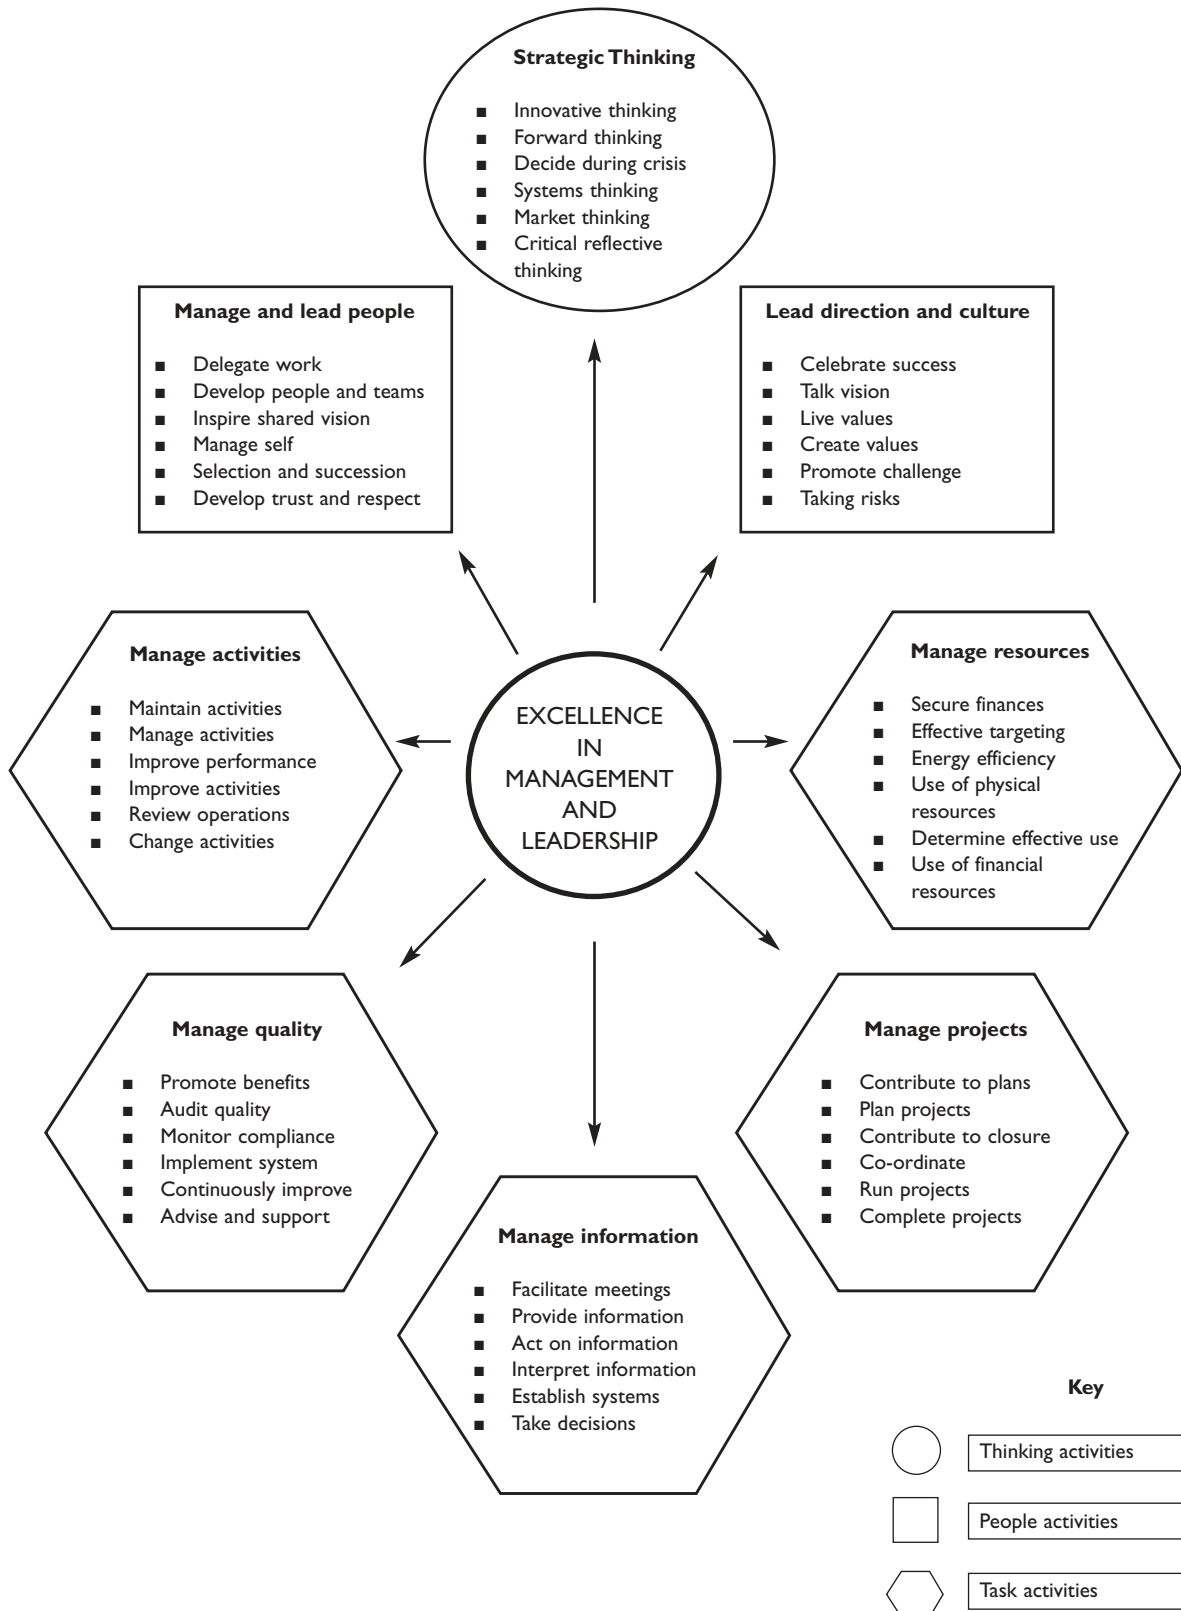 Strategic Thinking
■ Innovative thinking
■ Forward thinking
■ Decide during crisis
■ Systems thinking
■ Market thinking
■ Critical reflective
thinking
Manage and lead people
■ Delegate work
■ Develop people and teams
■ Inspire shared vision
■ Manage self
■ Selection and succession
■ Develop trust and respect
Lead direction and culture
■ Celebrate success
■ Talk vision
■ Live values
■ Create values
■ Promote challenge
■ Taking risks
Manage activities
■ Maintain activities
■ Manage activities
■ Improve performance
■ Improve activities
■ Review operations
■ Change activities
EXCELLENCE
IN
MANAGEMENT
AND
LEADERSHIP
Manage resources
■ Secure finances
■ Effective targeting
■ Energy efficiency
■ Use of physical
resources
■ Determine effective use
■ Use of financial
resources
Manage quality
■ Promote benefits
■ Audit quality
■ Monitor compliance
■ Implement system
■ Continuously improve
■ Advise and support
Manage projects
■ Contribute to plans
■ Plan projects
■ Contribute to closure
■ Co-ordinate
■ Run projects
■ Complete projects
Manage information
■ Facilitate meetings
■ Provide information
■ Act on information
■ Interpret information
■ Establish systems
■ Take decisions
Key
Thinking activities
People activities
Task activities